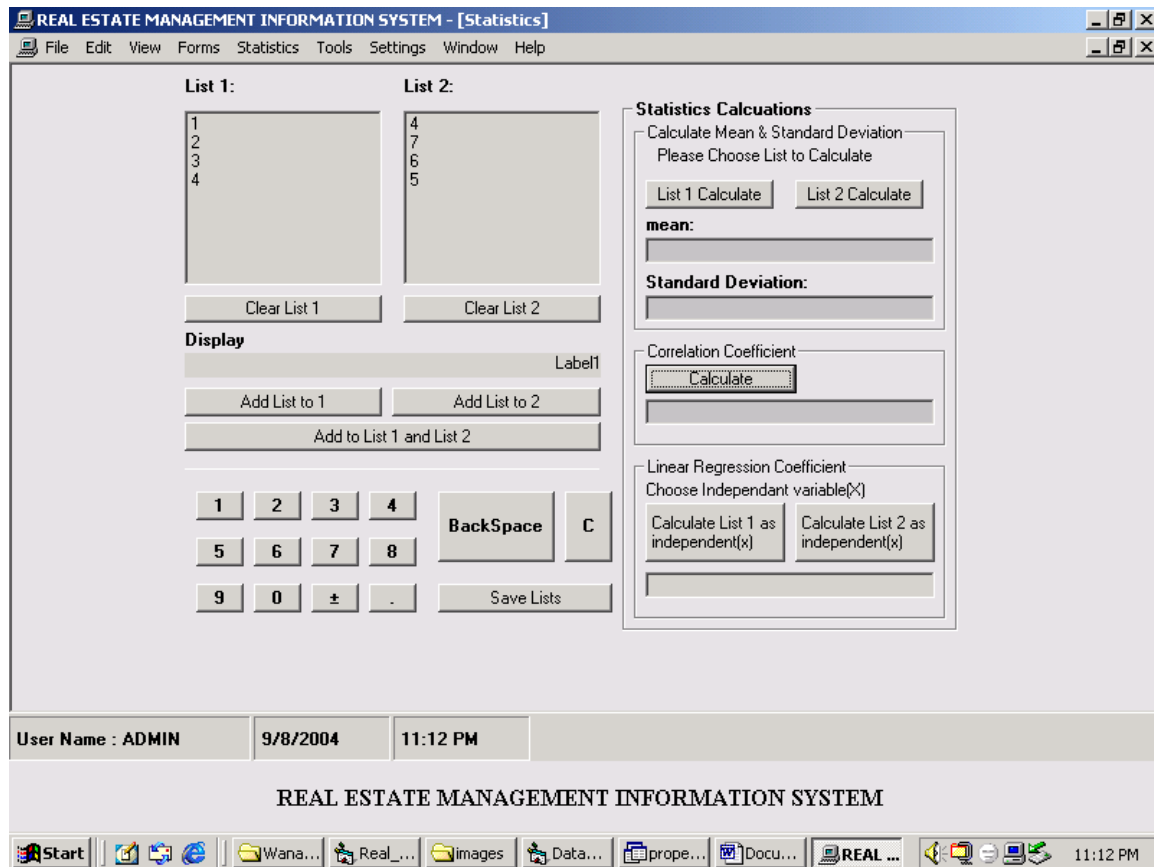 REAL ESTATE MANAGEMENT INFORMATION SYSTEM - [Statistics]
File Edit View Forms Statistics Tools Settings Window Help
List 1:
1
2
3
4
Clear List 1
List 2:
4
7
6
5
Clear List 2
Display
Label1
Add List to 1 Add List to 2
Add to List 1 and List 2
1 2 3 4
5 6 7 8
9 0 ± .
BackSpace C
Save Lists
Statistics Calcuations
Calculate Mean & Standard Deviation
Please Choose List to Calculate
List 1 Calculate List 2 Calculate
mean:
Standard Deviation:
Correlation Coefficient
Calculate
Linear Regression Coefficient
Choose Independant variable(X)
Calculate List 1 as
independent(x)
Calculate List 2 as
independent(x)
User Name : ADMIN 9/8/2004 11:12 PM
REAL ESTATE MANAGEMENT INFORMATION SYSTEM
Start Wana... Real_... images Data... prope... Docu... REAL ... 11:12 PM